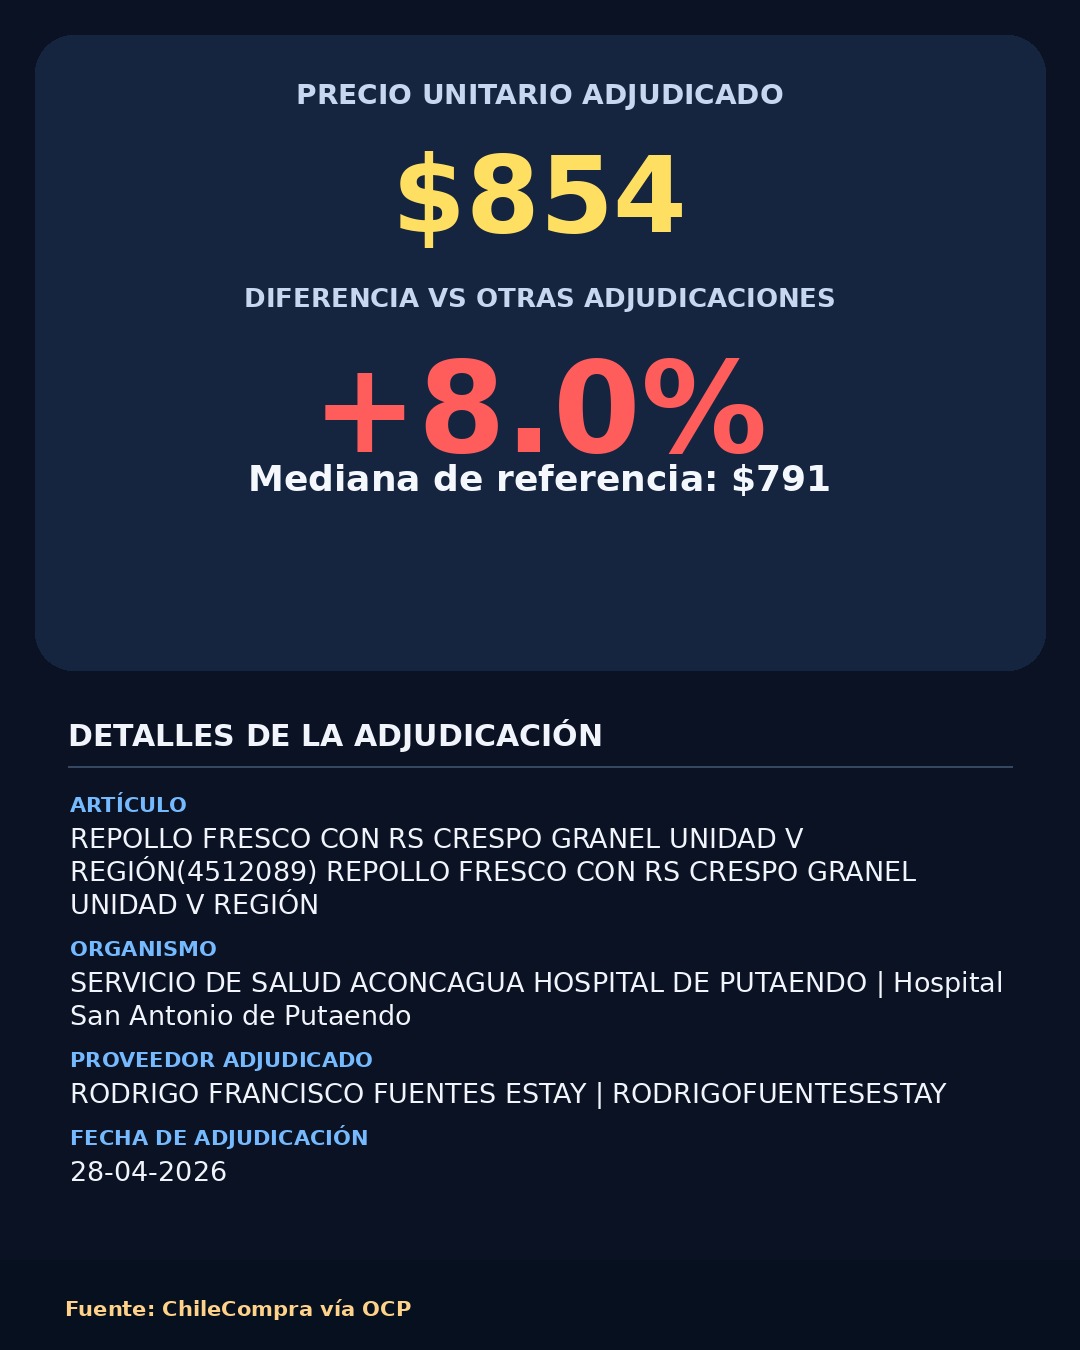 PRECIO UNITARIO ADJUDICADO
$854
DIFERENCIA VS OTRAS ADJUDICACIONES
+8.0%
Mediana de referencia: $791
DETALLES DE LA ADJUDICACIÓN
ARTÍCULO
REPOLLO FRESCO CON RS CRESPO GRANEL UNIDAD V
REGIÓN(4512089) REPOLLO FRESCO CON RS CRESPO GRANEL
UNIDAD V REGIÓN
ORGANISMO
SERVICIO DE SALUD ACONCAGUA HOSPITAL DE PUTAENDO | Hospital
San Antonio de Putaendo
PROVEEDOR ADJUDICADO
RODRIGO FRANCISCO FUENTES ESTAY | RODRIGOFUENTESESTAY
FECHA DE ADJUDICACIÓN
28-04-2026
Fuente: ChileCompra vía OCP